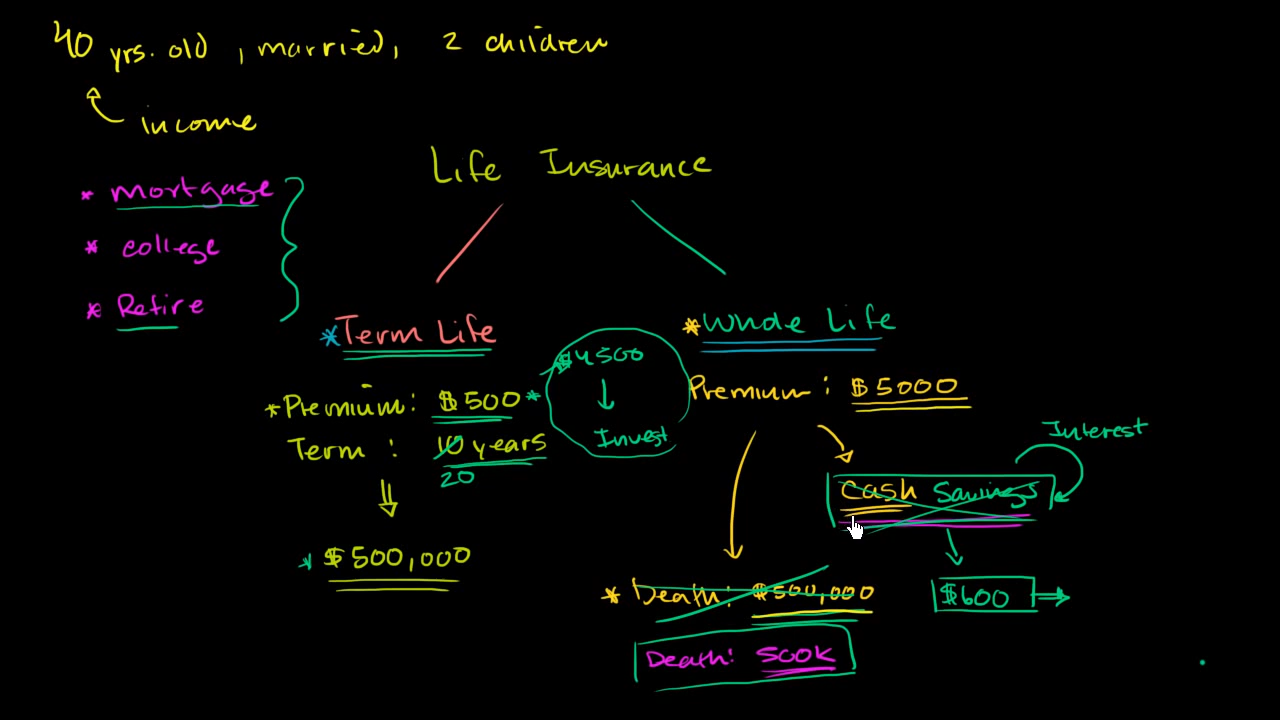 40 yrs. old, married, 2 children
income
Life Insurance
* mortgage
* college
* Retire
*Term Life
*Premium: $500*
Term: 10 years
20
* $500,000
$4500
Invest
*Whole Life
Premium: $5000
Interest
Cash Savings
$600
* Death: $500,000
Death: 500K